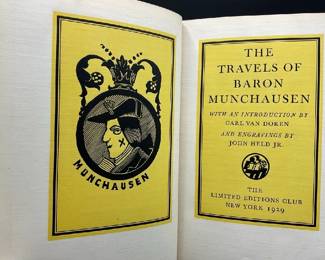 M
MUNCHAUSEN
THE
TRAVELS OF
BARON
MUNCHAUSEN
WITH AN INTRODUCTION BY
CARL VAN DOREN
AND ENGRAVINGS BY
JOHN HELD JR.
THE
LIMITED EDITIONS CLUB
NEW YORK 1929